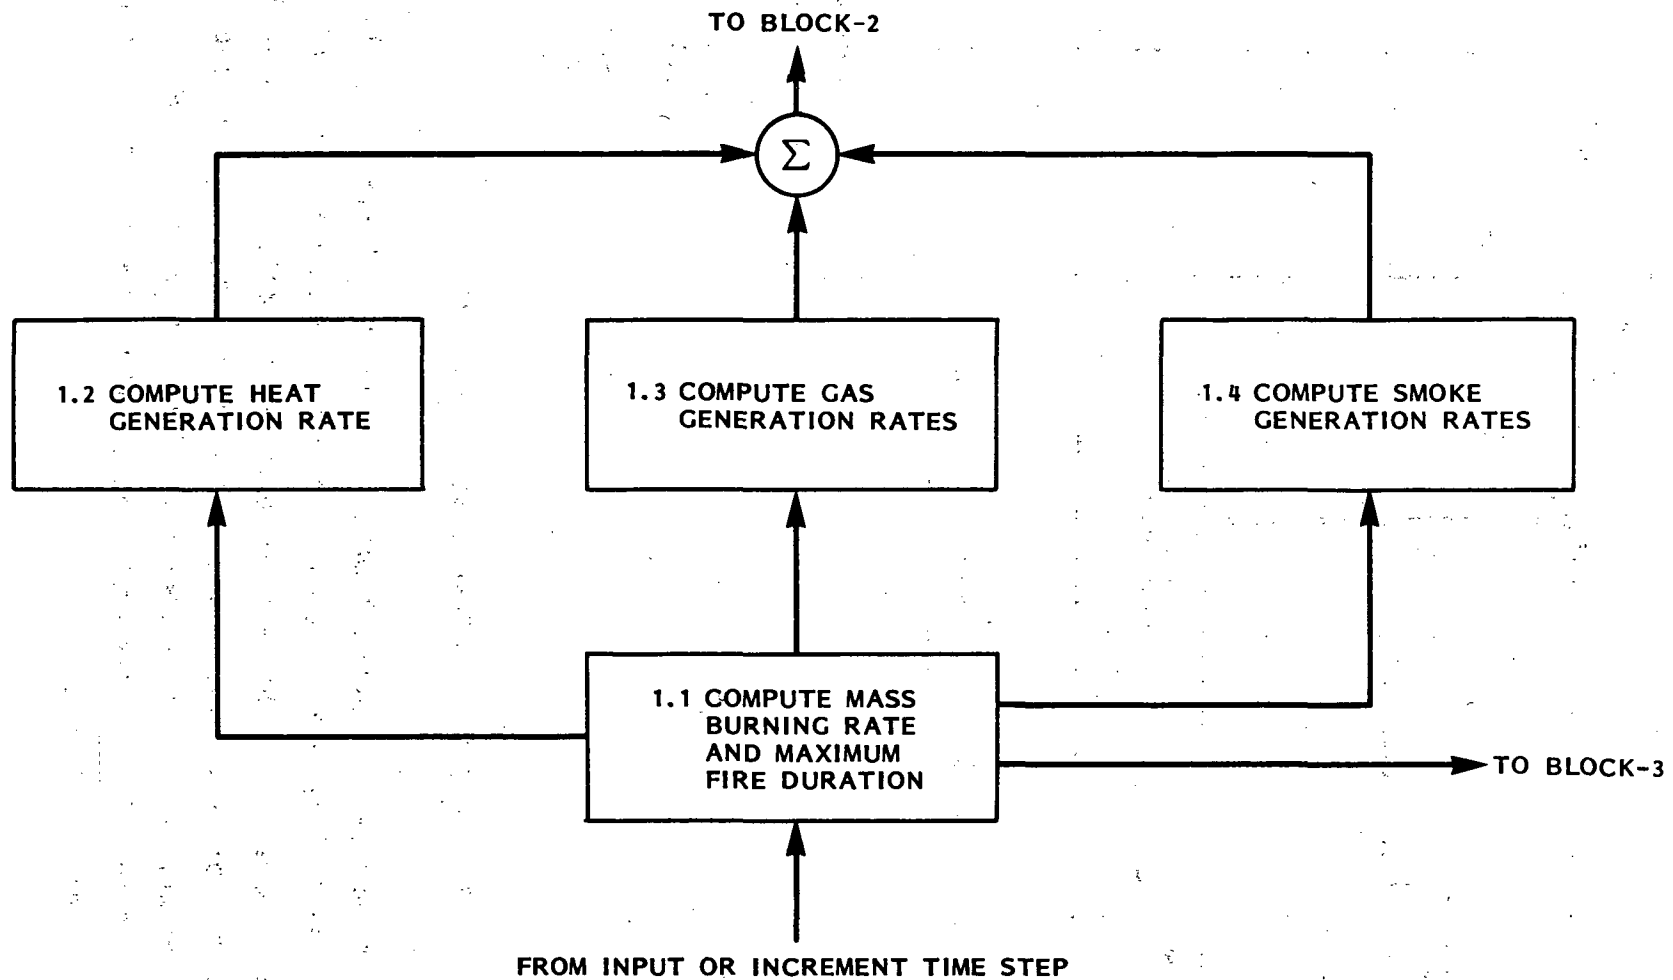 TO BLOCK-2
Σ
1.2 COMPUTE HEAT
GENERATION RATE
1.3 COMPUTE GAS
GENERATION RATES
1.4 COMPUTE SMOKE
GENERATION RATES
1.1 COMPUTE MASS
BURNING RATE
AND MAXIMUM
FIRE DURATION
TO BLOCK-3
FROM INPUT OR INCREMENT TIME STEP